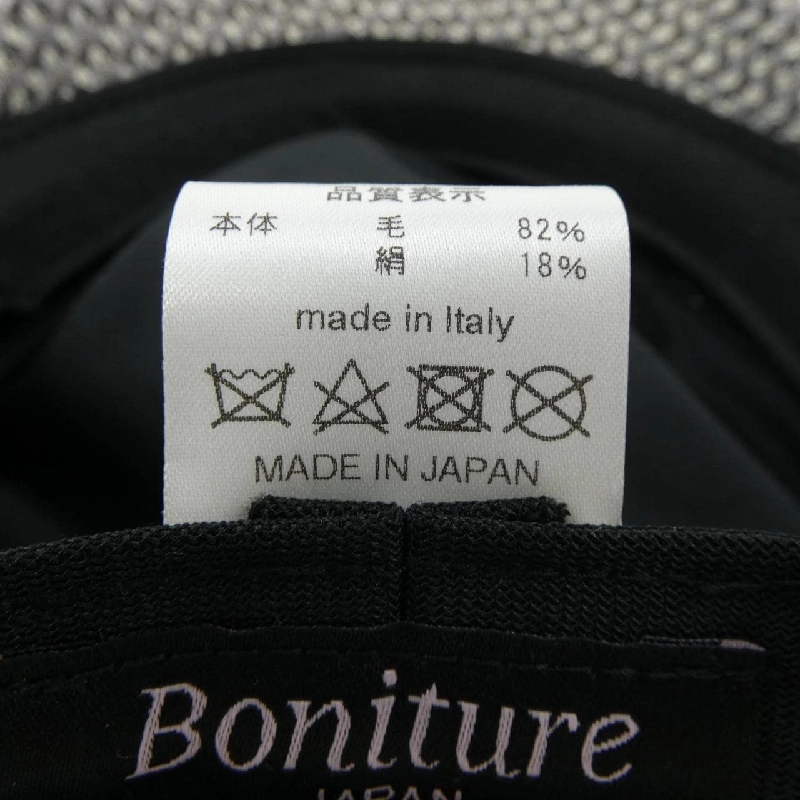 品質表示
本体 毛 82%
絹 18%
made in Italy
MADE IN JAPAN
Boniture
JAPAN